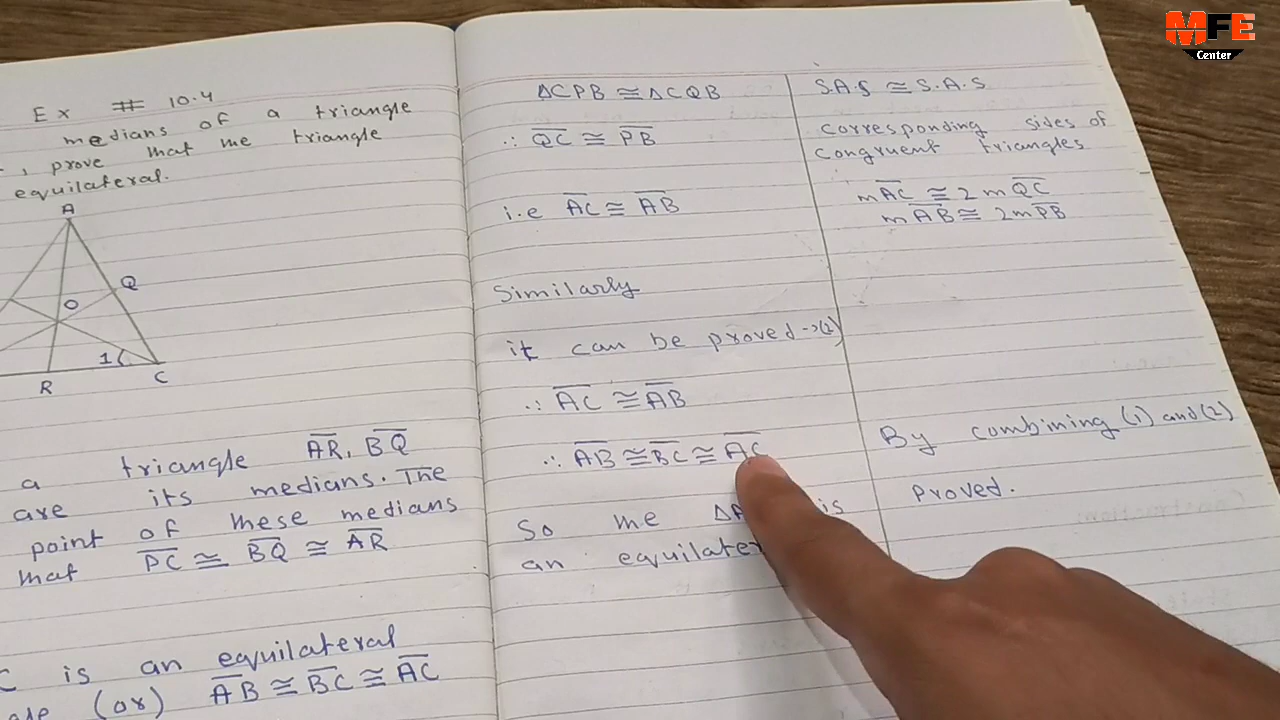 MFE
Center
Ex # 10.4
medians of a triangle
, prove that the triangle
equilateral.
A
Q
O
1
R
C
a triangle AR, BQ
are its medians. The
point of these medians
that PC ≅ BQ ≅ AR
C is an equilateral
(or) AB ≅ BC ≅ AC
ΔCPB ≅ ΔCQB
∴ QC ≅ PB
i.e AC ≅ AB
Similarly
it can be proved →(2)
∴ AC ≅ AB
∴ AB ≅ BC ≅ AC
So the is
an
S.A.S ≅ S.A.S
corresponding sides of
congruent triangles
mAC ≅ 2mQC
mAB ≅ 2mPB
By combining (1) and (2)
proved.